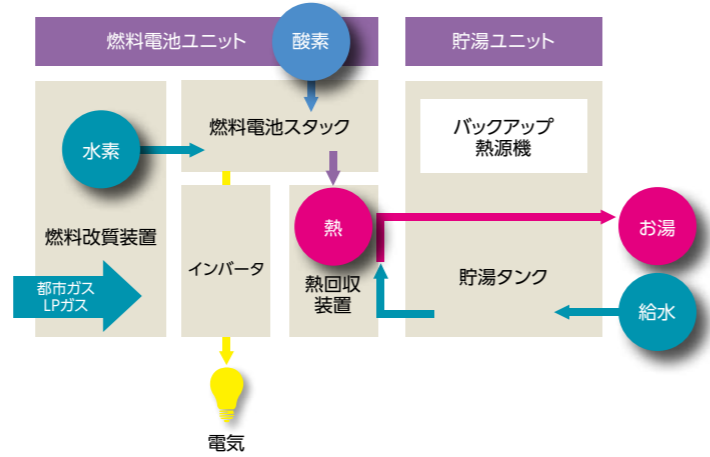 燃料電池ユニット
酸素
貯湯ユニット
燃料電池スタック
バックアップ
熱源機
水素
熱
お湯
燃料改質装置
インバータ
熱回収
装置
貯湯タンク
都市ガス
LPガス
給水
電気